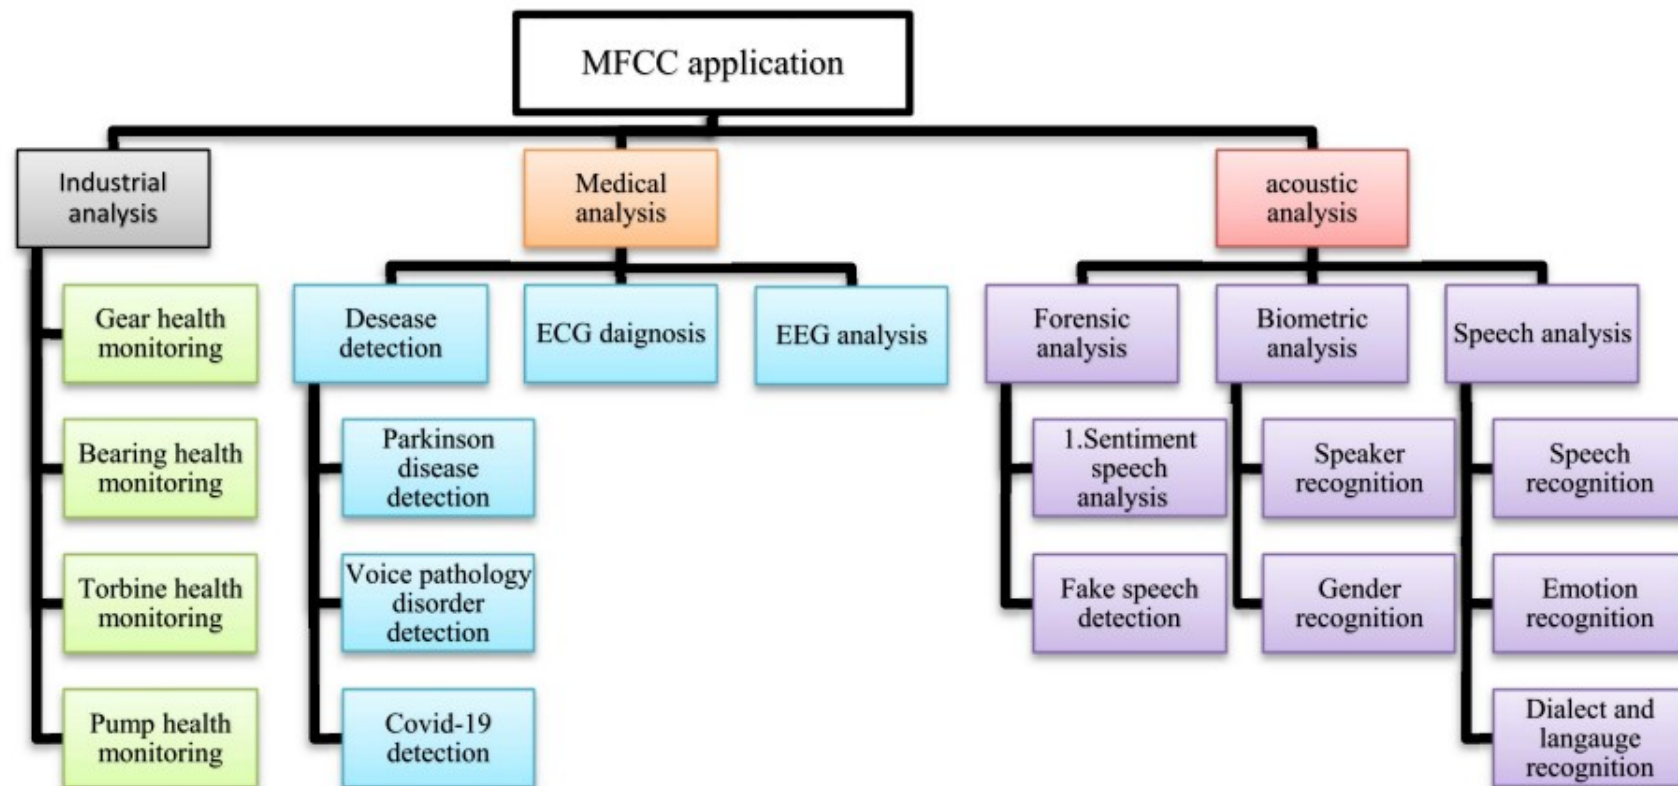 MFCC application
Industrial
analysis
Medical
analysis
acoustic
analysis
Gear health
monitoring
Bearing health
monitoring
Torbine health
monitoring
Pump health
monitoring
Desease
detection
ECG daignosis
EEG analysis
Parkinson
disease
detection
Voice pathology
disorder
detection
Covid-19
detection
Forensic
analysis
Biometric
analysis
Speech analysis
1.Sentiment
speech
analysis
Fake speech
detection
Speaker
recognition
Gender
recognition
Speech
recognition
Emotion
recognition
Dialect and
langauge
recognition